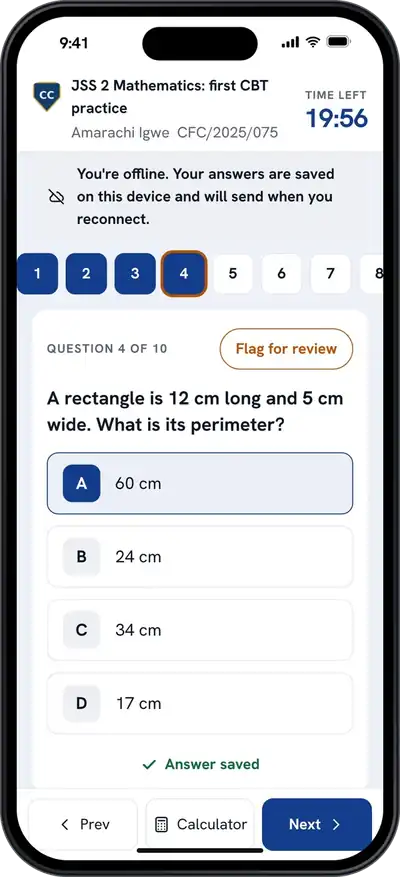 9:41
CC
JSS 2 Mathematics: first CBT
practice
Amarachi Igwe CFC/2025/075
TIME LEFT
19:56
You're offline. Your answers are saved
on this device and will send when you
reconnect.
1 2 3 4 5 6 7 8
QUESTION 4 OF 10
Flag for review
A rectangle is 12 cm long and 5 cm
wide. What is its perimeter?
A 60 cm
B 24 cm
C 34 cm
D 17 cm
Answer saved
Prev
Calculator
Next